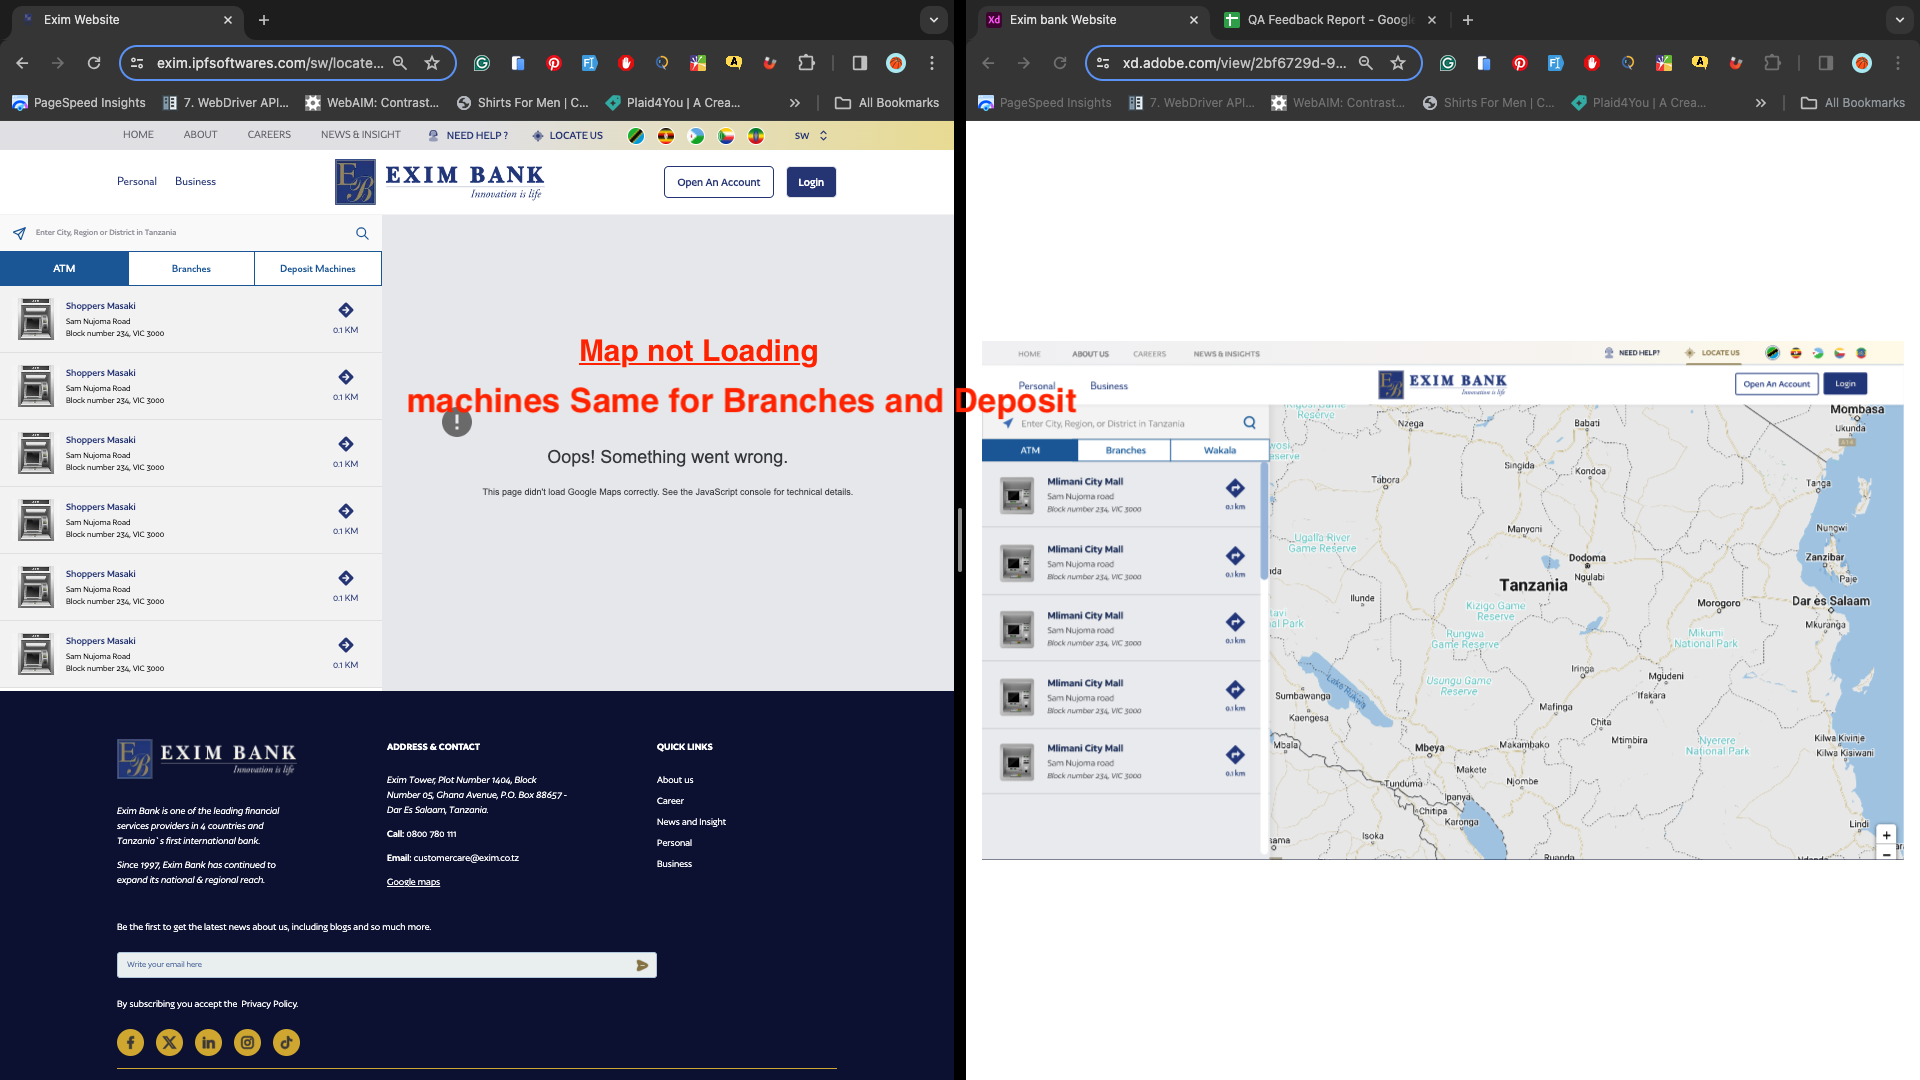 Exim Website
exim.ipfsoftwares.com/sw/locate...
PageSpeed Insights
7. WebDriver API...
WebAIM: Contrast...
Shirts For Men | C...
Plaid4You | A Crea...
All Bookmarks
HOME
ABOUT
CAREERS
NEWS & INSIGHT
NEED HELP ?
LOCATE US
SW
Personal
Business
EXIM BANK
Innovation is life
Open An Account
Login
Enter City, Region or District in Tanzania
ATM
Branches
Deposit Machines
Shoppers Masaki
Sam Nujoma Road
Block number 234, VIC 3000
0.1 KM
Shoppers Masaki
Sam Nujoma Road
Block number 234, VIC 3000
0.1 KM
Shoppers Masaki
Sam Nujoma Road
Block number 234, VIC 3000
0.1 KM
Shoppers Masaki
Sam Nujoma Road
Block number 234, VIC 3000
0.1 KM
Shoppers Masaki
Sam Nujoma Road
Block number 234, VIC 3000
0.1 KM
Shoppers Masaki
Sam Nujoma Road
Block number 234, VIC 3000
0.1 KM
Map not Loading
machines Same for Branches and Deposit
Oops! Something went wrong.
This page didn't load Google Maps correctly. See the JavaScript console for technical details.
EXIM BANK
Innovation is life
Exim Bank is one of the leading financial
services providers in 4 countries and
Tanzania`s first international bank.
Since 1997, Exim Bank has continued to
expand its national & regional reach.
ADDRESS & CONTACT
Exim Tower, Plot Number 1404, Block
Number 05, Ghana Avenue, P.O. Box 88657 -
Dar Es Salaam, Tanzania.
Call: 0800 780 111
Email: customercare@exim.co.tz
Google maps
QUICK LINKS
About us
Career
News and Insight
Personal
Business
Be the first to get the latest news about us, including blogs and so much more.
Write your email here
By subscribing you accept the Privacy Policy.
Exim bank Website
QA Feedback Report - Google
xd.adobe.com/view/2bf6729d-9...
PageSpeed Insights
7. WebDriver API...
WebAIM: Contrast...
Shirts For Men | C...
Plaid4You | A Crea...
All Bookmarks
HOME
ABOUT US
CAREERS
NEWS & INSIGHTS
NEED HELP?
LOCATE US
Personal
Business
EXIM BANK
Innovation is life
Open An Account
Login
Enter City, Region, or District in Tanzania
ATM
Branches
Wakala
Mlimani City Mall
Sam Nujoma road
Block number 234, VIC 3000
0.1 km
Mlimani City Mall
Sam Nujoma road
Block number 234, VIC 3000
0.1 km
Mlimani City Mall
Sam Nujoma road
Block number 234, VIC 3000
0.1 km
Mlimani City Mall
Sam Nujoma road
Block number 234, VIC 3000
0.1 km
Mlimani City Mall
Sam Nujoma road
Block number 234, VIC 3000
0.1 km
Game
Reserve
Nzega
Babati
Mombasa
Ukunda
A14
Singida
Kondoa
Tabora
Tanga
Manyoni
Nungwi
Ugalla River
Game Reserve
Dodoma
Ngulabi
Zanzibar
Paje
Tanzania
Ilunde
Kizigo Game
Reserve
Morogoro
Dar es Salaam
Mkuranga
Rungwa
Game Reserve
Mikumi
National Park
Iringa
Mgudeni
Usungu Game
Reserve
Ifakara
Lake Rukwa
Sumbawanga
Kaengesa
Mafinga
Chita
Mtimbira
Mbala
Mbeya
Makambako
Nyerere
National Park
Kilwa Kivinje
Kilwa Kisiwani
Makete
Njombe
Tunduma
Ipanya
Chitipa
Karonga
Isoka
Lindi
Ruanda
+
−